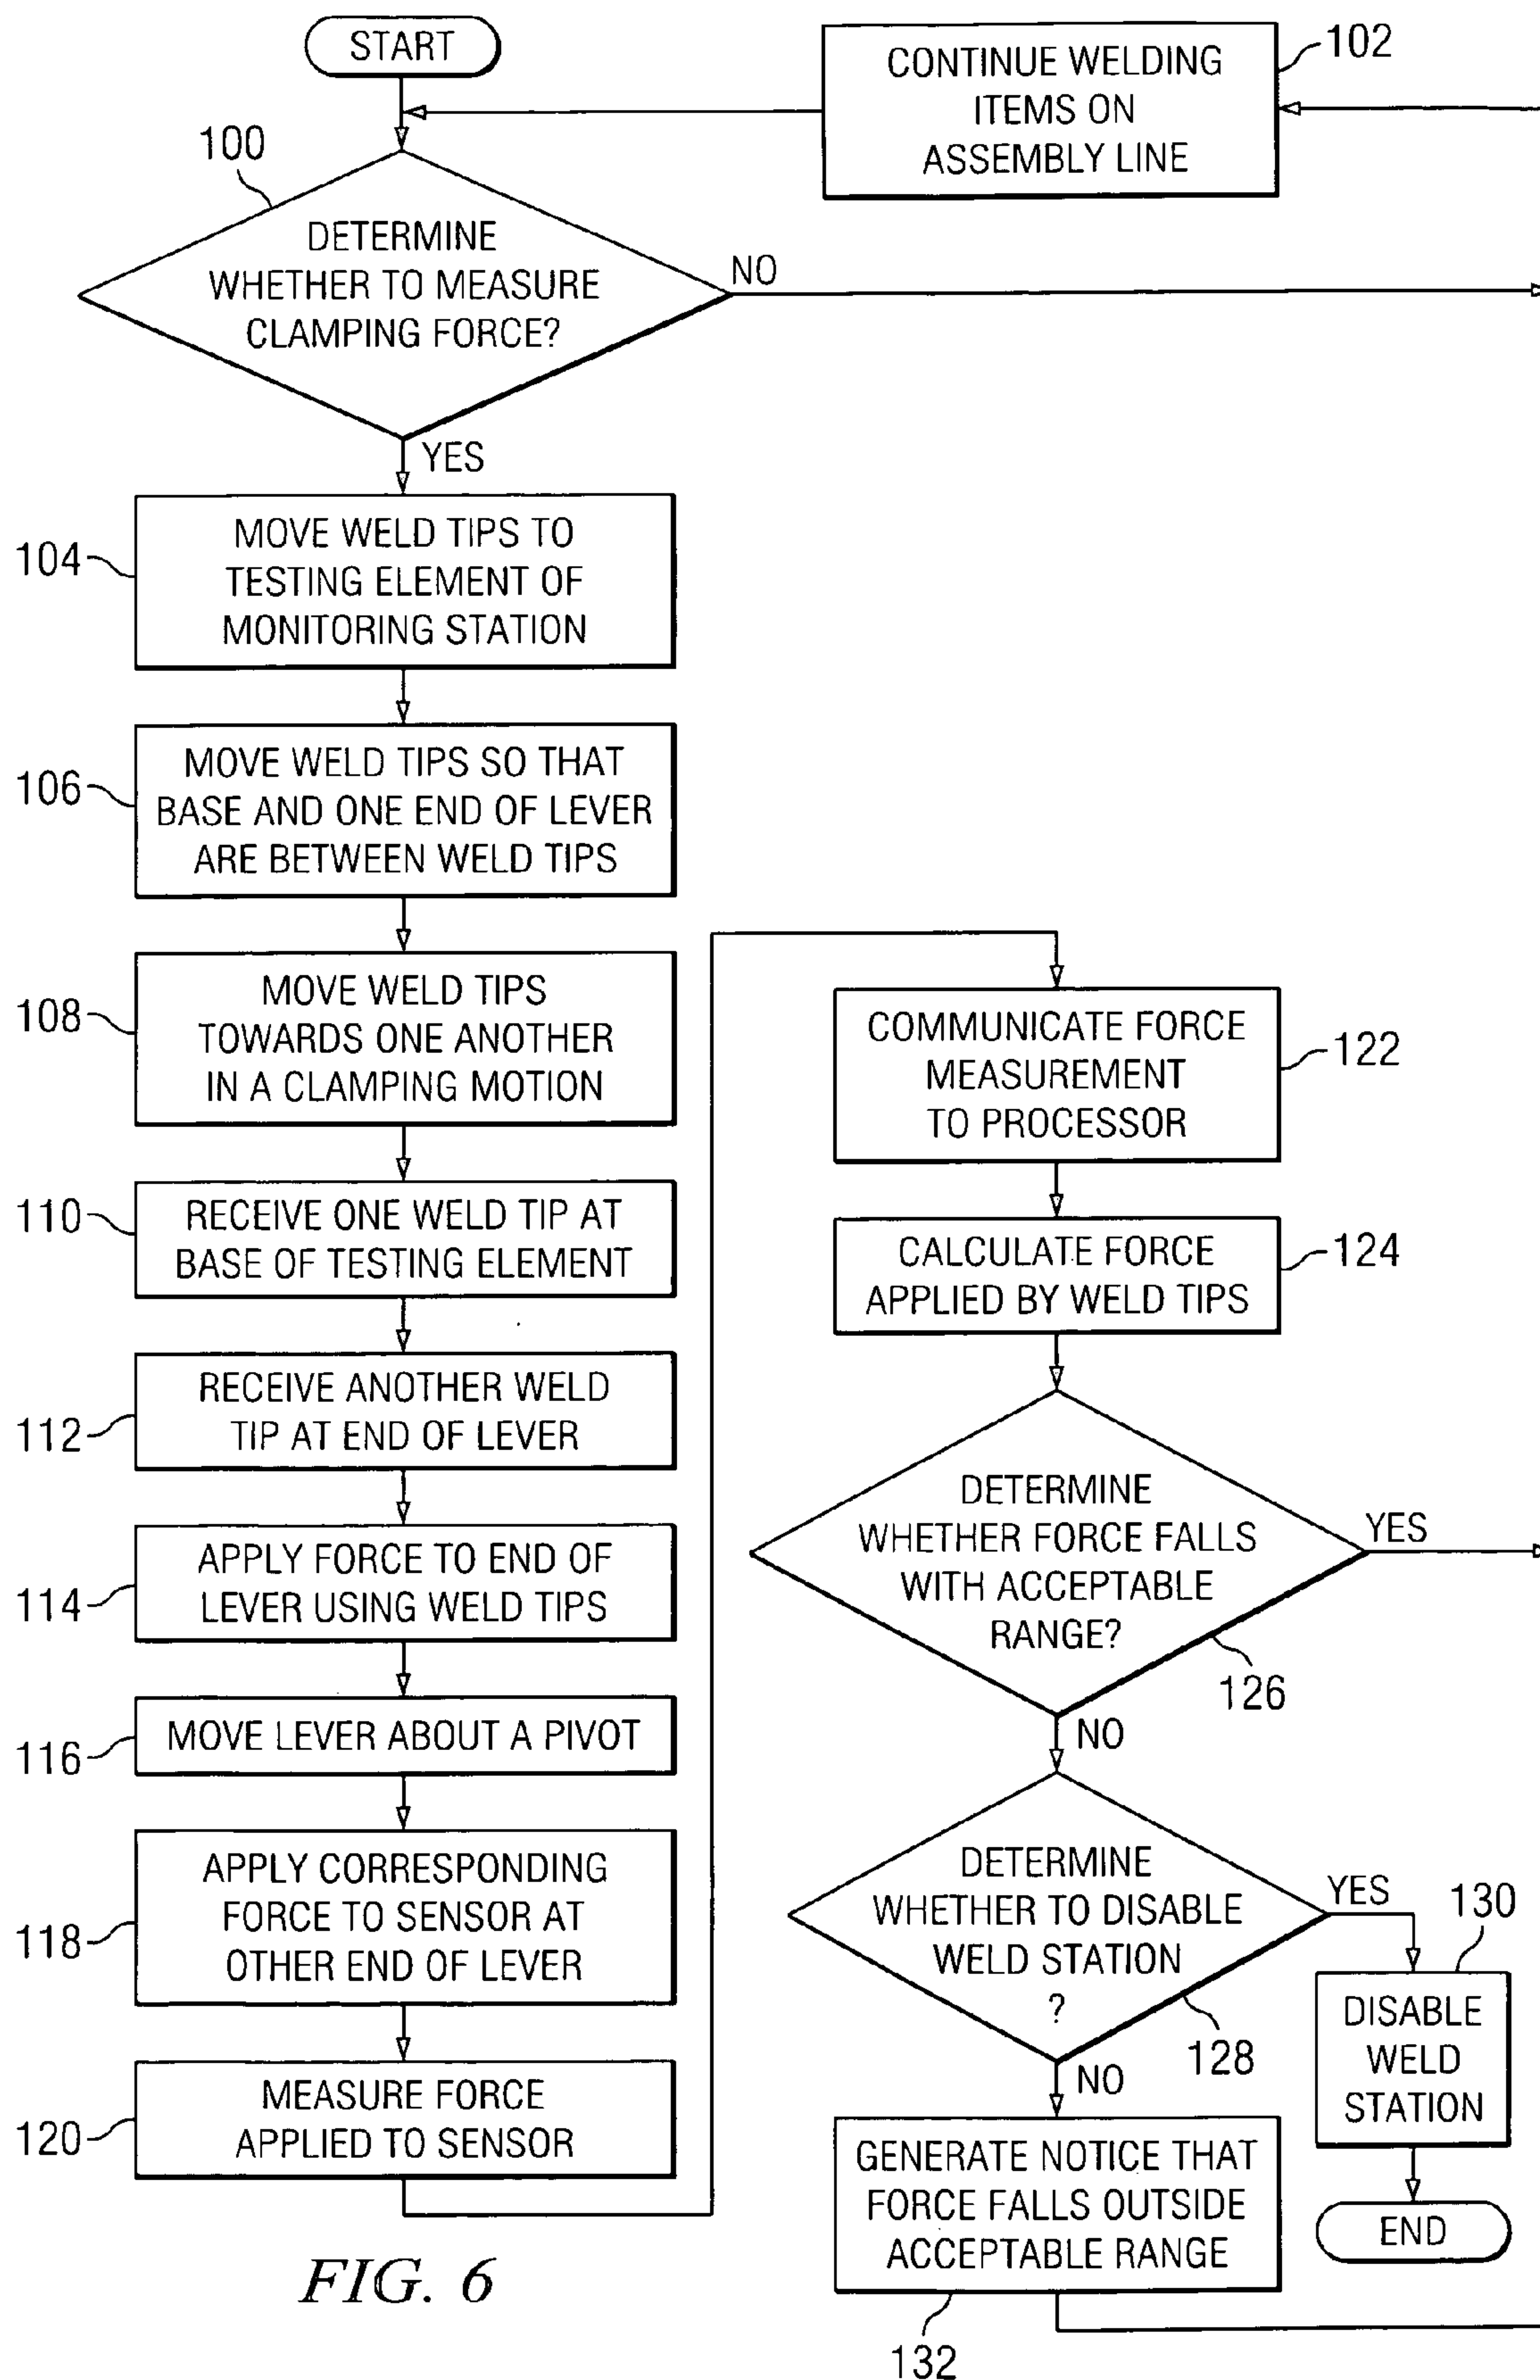 START
CONTINUE WELDING
ITEMS ON
ASSEMBLY LINE
102
100
DETERMINE
WHETHER TO MEASURE
CLAMPING FORCE?
NO
YES
104
MOVE WELD TIPS TO
TESTING ELEMENT OF
MONITORING STATION
106
MOVE WELD TIPS SO THAT
BASE AND ONE END OF LEVER
ARE BETWEEN WELD TIPS
108
MOVE WELD TIPS
TOWARDS ONE ANOTHER
IN A CLAMPING MOTION
110
RECEIVE ONE WELD TIP AT
BASE OF TESTING ELEMENT
112
RECEIVE ANOTHER WELD
TIP AT END OF LEVER
114
APPLY FORCE TO END OF
LEVER USING WELD TIPS
116
MOVE LEVER ABOUT A PIVOT
118
APPLY CORRESPONDING
FORCE TO SENSOR AT
OTHER END OF LEVER
120
MEASURE FORCE
APPLIED TO SENSOR
COMMUNICATE FORCE
MEASUREMENT
TO PROCESSOR
122
CALCULATE FORCE
APPLIED BY WELD TIPS
124
DETERMINE
WHETHER FORCE FALLS
WITH ACCEPTABLE
RANGE?
YES
126
NO
DETERMINE
WHETHER TO DISABLE
WELD STATION
?
YES
128
NO
130
DISABLE
WELD
STATION
END
GENERATE NOTICE THAT
FORCE FALLS OUTSIDE
ACCEPTABLE RANGE
132
FIG. 6